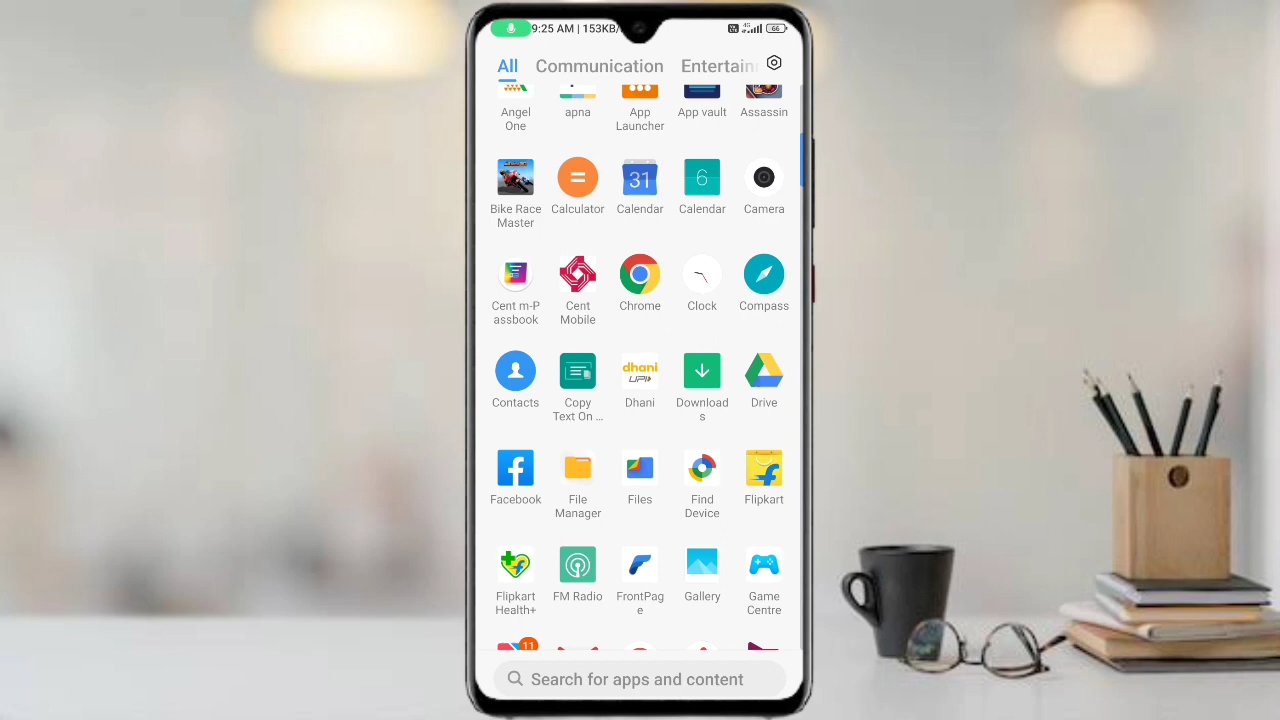 9:25 AM | 153KB/
4G
66
All Communication Entertain
Angel One
apna
App Launcher
App vault
Assassin
Bike Race Master
Calculator
31
Calendar
6
Calendar
Camera
Cent m-P
assbook
Cent Mobile
Chrome
Clock
Compass
Contacts
Copy Text On ...
dhani
UPI
Dhani
Download
s
Drive
Facebook
File Manager
Files
Find Device
Flipkart
Flipkart Health+
FM Radio
FrontPag
e
Gallery
Game Centre
11
Search for apps and content